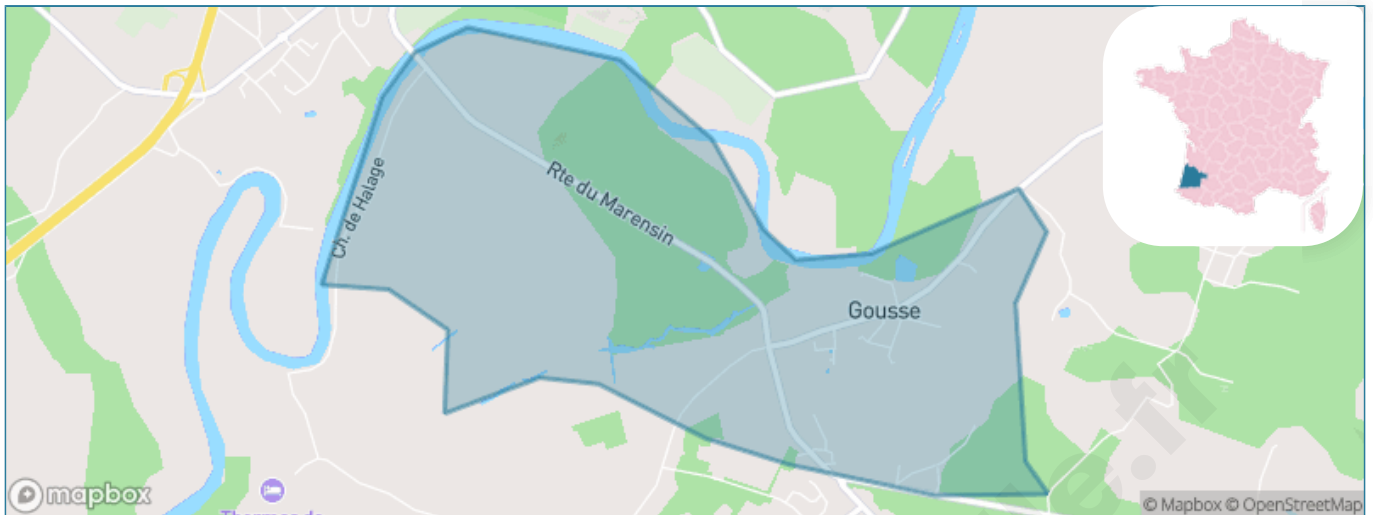 Rte du Marensin
Ch. de Halage
Gousse
mapbox
© Mapbox © OpenStreetMap